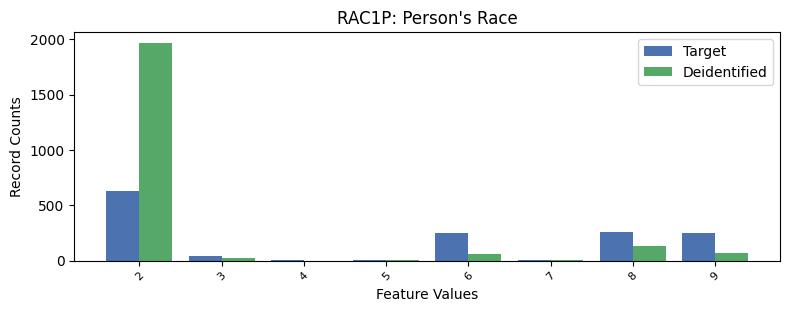 RAC1P: Person's Race
Record Counts
2000
1500
1000
500
0
Target
Deidentified
2 3 4 5 6 7 8 9
Feature Values